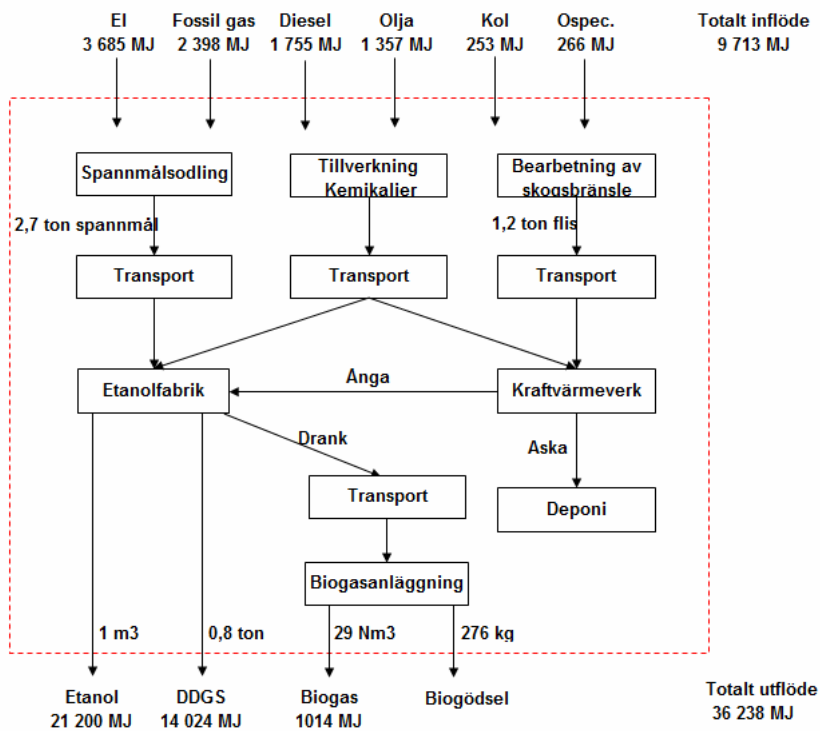 El Fossil gas Diesel Olja Kol Ospec. Totalt inflöde
3 685 MJ 2 398 MJ 1 755 MJ 1 357 MJ 253 MJ 266 MJ 9 713 MJ
Spannmålsodling
Tillverkning
Kemikalier
Bearbetning av
skogsbränsle
2,7 ton spannmål
1,2 ton flis
Transport Transport Transport
Etanolfabrik
Anga
Kraftvärmeverk
Drank
Aska
Transport
Deponi
Biogasanläggning
1 m3 0,8 ton 29 Nm3 276 kg
Etanol DDGS Biogas Biogödsel Totalt utflöde
21 200 MJ 14 024 MJ 1014 MJ 36 238 MJ